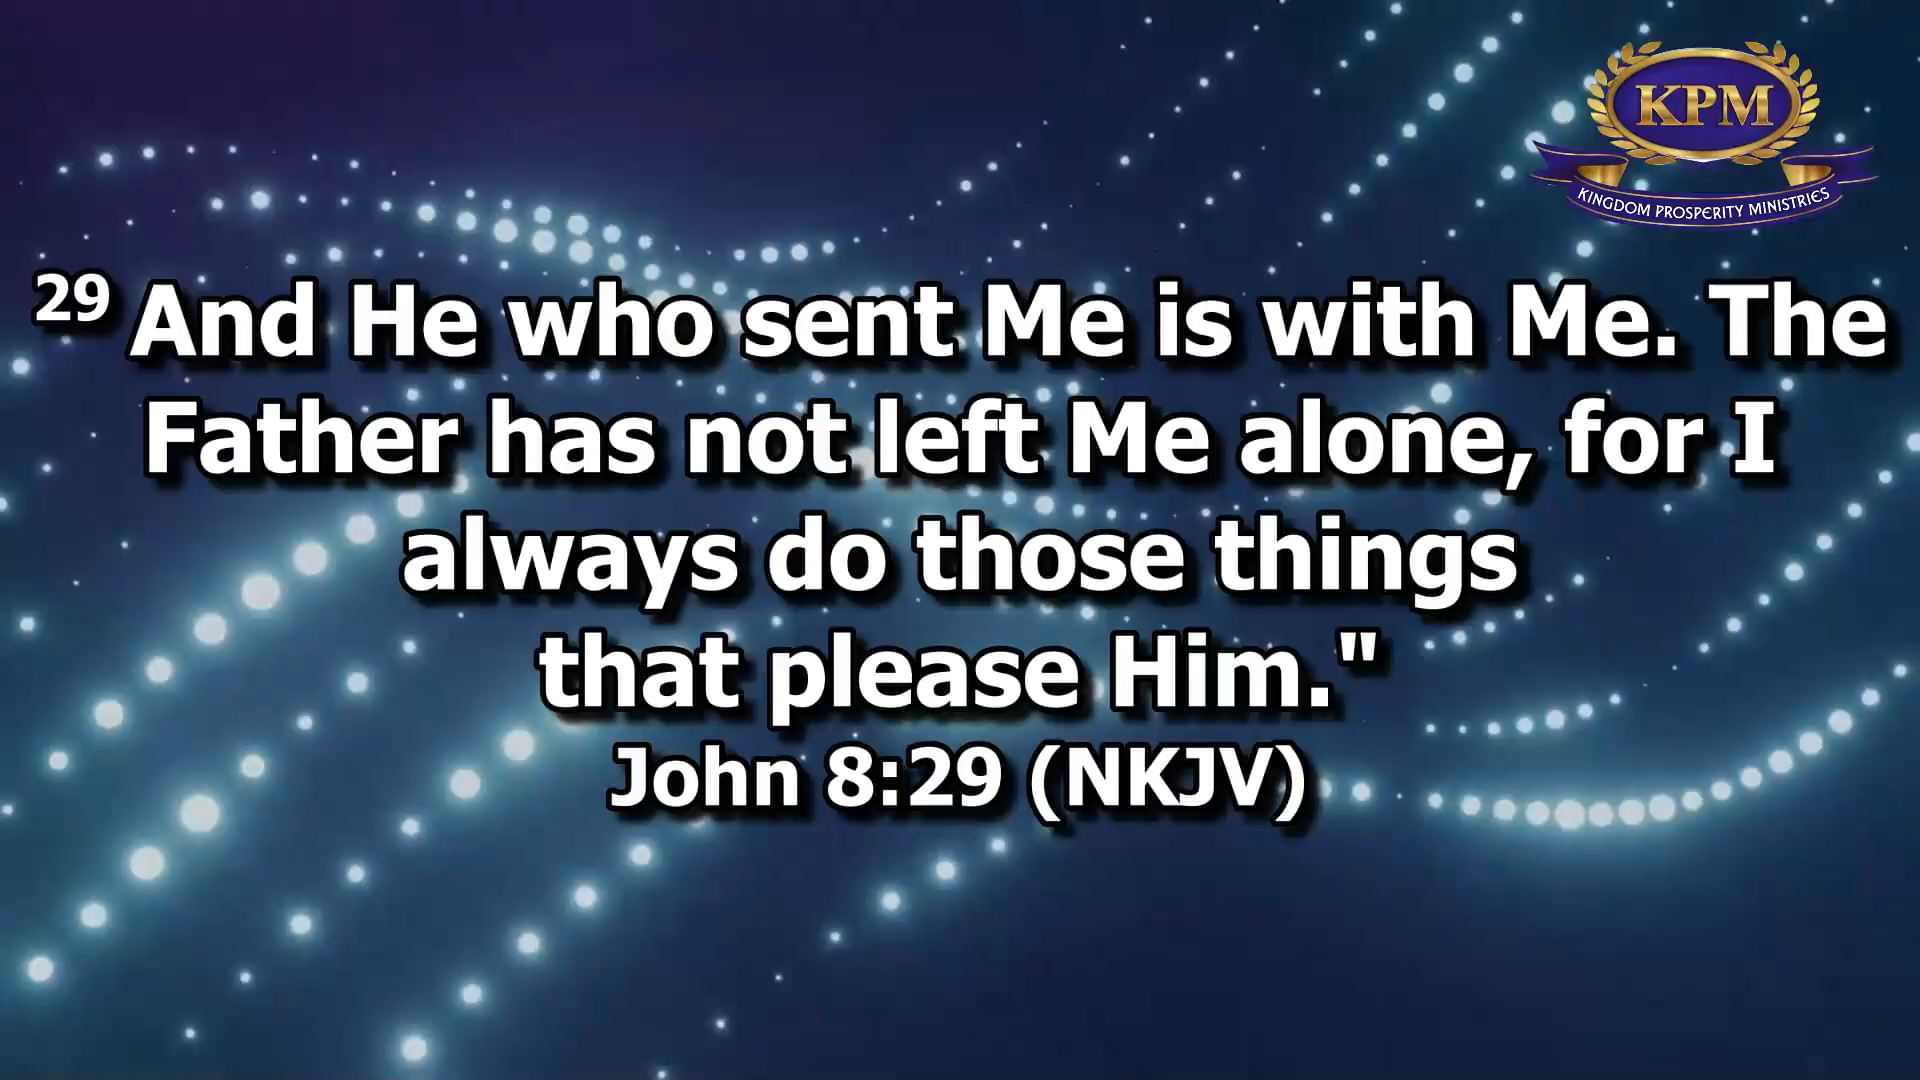 KPM
KINGDOM PROSPERITY MINISTRIES
29 And He who sent Me is with Me. The
Father has not left Me alone, for I
always do those things
that please Him."
John 8:29 (NKJV)